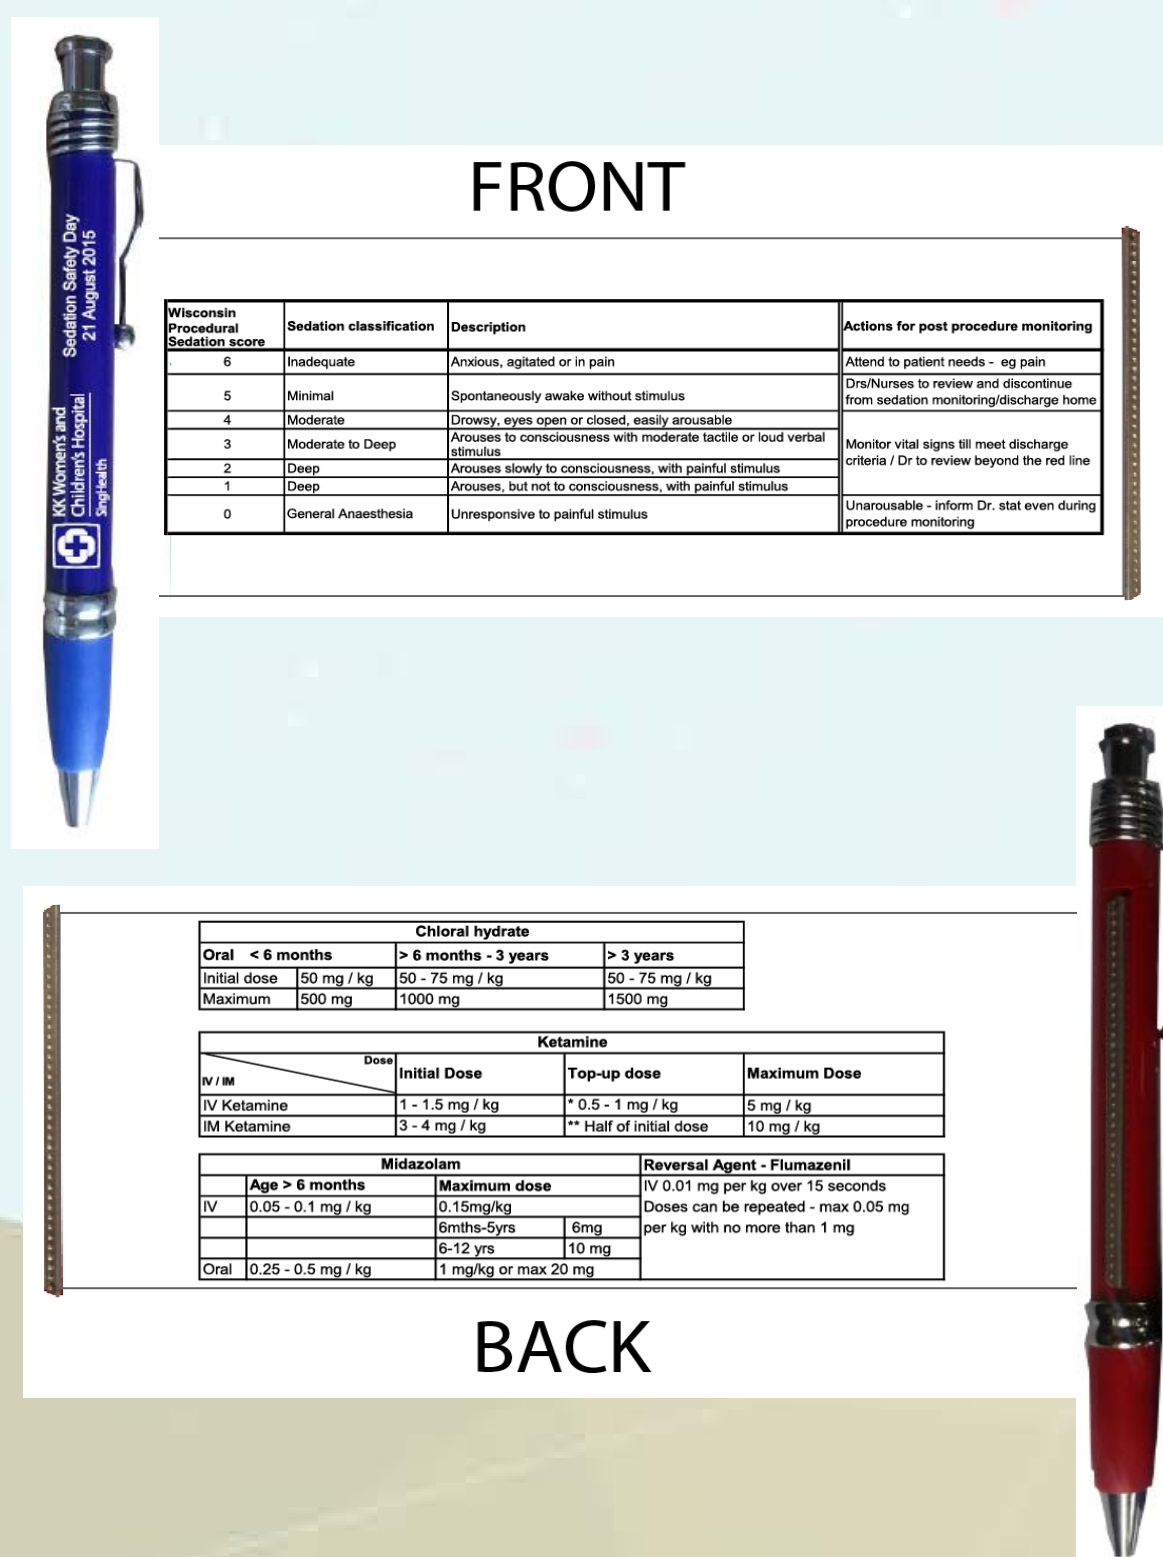 Sedation Safety Day
21 August 2015
KK Women's and
Children's Hospital
SingHealth
FRONT
Wisconsin
Procedural
Sedation score
Sedation classification
Description
Actions for post procedure monitoring
6 Inadequate Anxious, agitated or in pain Attend to patient needs - eg pain
5 Minimal Spontaneously awake without stimulus
Drs/Nurses to review and discontinue
from sedation monitoring/discharge home
4 Moderate Drowsy, eyes open or closed, easily arousable
3 Moderate to Deep
Arouses to consciousness with moderate tactile or loud verbal
stimulus
2 Deep Arouses slowly to consciousness, with painful stimulus
1 Deep Arouses, but not to consciousness, with painful stimulus
Monitor vital signs till meet discharge
criteria / Dr to review beyond the red line
0 General Anaesthesia Unresponsive to painful stimulus
Unarousable - inform Dr. stat even during
procedure monitoring
Chloral hydrate
Oral < 6 months > 6 months - 3 years > 3 years
Initial dose 50 mg / kg 50 - 75 mg / kg 50 - 75 mg / kg
Maximum 500 mg 1000 mg 1500 mg
Ketamine
Dose
IV / IM
Initial Dose Top-up dose Maximum Dose
IV Ketamine 1 - 1.5 mg / kg * 0.5 - 1 mg / kg 5 mg / kg
IM Ketamine 3 - 4 mg / kg ** Half of initial dose 10 mg / kg
Midazolam Reversal Agent - Flumazenil
Age > 6 months Maximum dose IV 0.01 mg per kg over 15 seconds
IV 0.05 - 0.1 mg / kg 0.15mg/kg Doses can be repeated - max 0.05 mg
6mths-5yrs 6mg per kg with no more than 1 mg
6-12 yrs 10 mg
Oral 0.25 - 0.5 mg / kg 1 mg/kg or max 20 mg
BACK